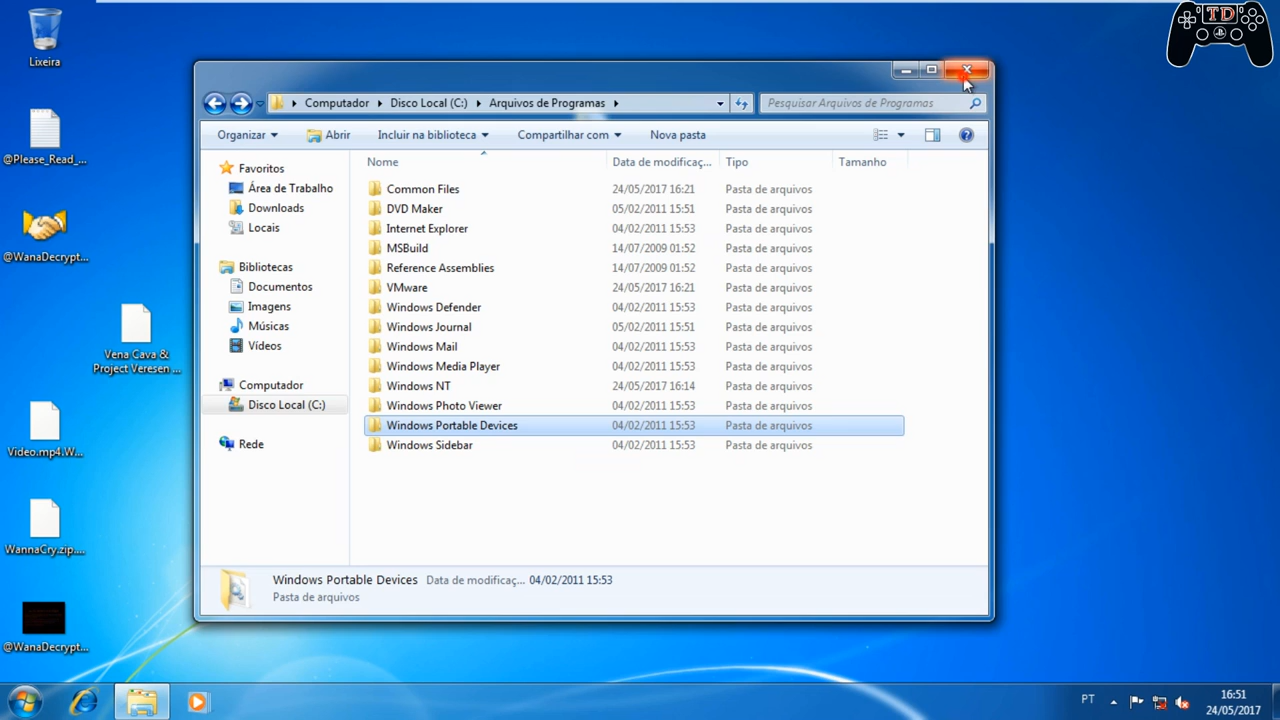 TD
Lixeira
@Please_Read_...
@WanaDecrypt...
Vena Cava &
Project Veresen ...
Video.mp4.W...
WannaCry.zip....
@WanaDecrypt...
Computador
Disco Local (C:)
Arquivos de Programas
Pesquisar Arquivos de Programas
Organizar
Abrir
Incluir na biblioteca
Compartilhar com
Nova pasta
Favoritos
Área de Trabalho
Downloads
Locais
Bibliotecas
Documentos
Imagens
Músicas
Vídeos
Computador
Disco Local (C:)
Rede
Nome Data de modificaç... Tipo Tamanho
Common Files 24/05/2017 16:21 Pasta de arquivos
DVD Maker 05/02/2011 15:51 Pasta de arquivos
Internet Explorer 04/02/2011 15:53 Pasta de arquivos
MSBuild 14/07/2009 01:52 Pasta de arquivos
Reference Assemblies 14/07/2009 01:52 Pasta de arquivos
VMware 24/05/2017 16:21 Pasta de arquivos
Windows Defender 04/02/2011 15:53 Pasta de arquivos
Windows Journal 05/02/2011 15:51 Pasta de arquivos
Windows Mail 04/02/2011 15:53 Pasta de arquivos
Windows Media Player 04/02/2011 15:53 Pasta de arquivos
Windows NT 24/05/2017 16:14 Pasta de arquivos
Windows Photo Viewer 04/02/2011 15:53 Pasta de arquivos
Windows Portable Devices 04/02/2011 15:53 Pasta de arquivos
Windows Sidebar 04/02/2011 15:53 Pasta de arquivos
Windows Portable Devices Data de modificaç... 04/02/2011 15:53
Pasta de arquivos
PT
16:51
24/05/2017